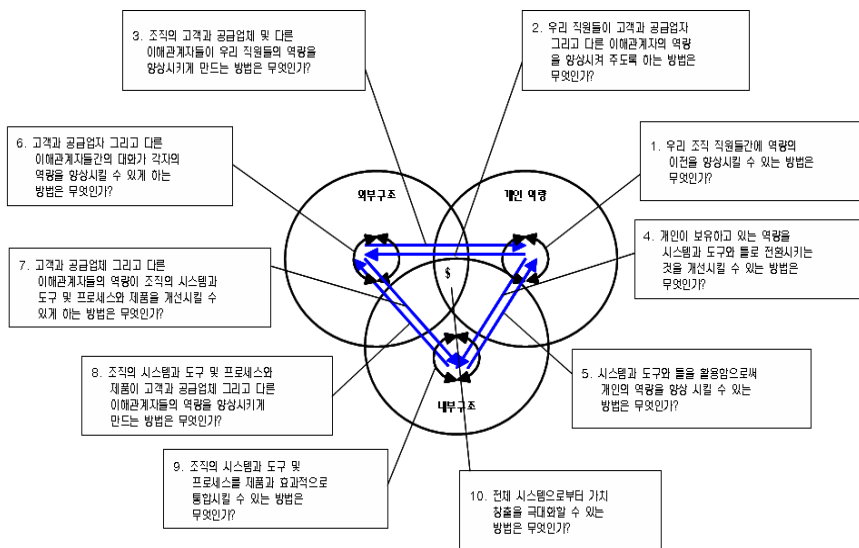 3. 조직의 고객과 공급업체 및 다른
이해관계자들이 우리 직원들의 역량을
향상시키게 만드는 방법은 무엇인가?
2. 우리 직원들이 고객과 공급업자
그리고 다른 이해관계자의 역량
을 향상시켜 주도록 하는 방법은
무엇인가?
6. 고객과 공급업자 그리고 다른
이해관계자들간의 대화가 각자의
역량을 향상시킬 수 있게 하는
방법은 무엇인가?
1. 우리 조직 직원들간에 역량의
이전을 향상시킬 수 있는 방법은
무엇인가?
외부구조
개인 역량
7. 고객과 공급업체 그리고 다른
이해관계자들의 역량이 조직의 시스템과
도구 및 프로세스와 제품을 개선시킬 수
있게 하는 방법은 무엇인가?
4. 개인이 보유하고 있는 역량을
시스템과 도구와 틀로 전환시키는
것을 개선시킬 수 있는 방법은
무엇인가?
$
8. 조직의 시스템과 도구 및 프로세스와
제품이 고객과 공급업체 그리고 다른
이해관계자들의 역량을 향상시키게
만드는 방법은 무엇인가?
5. 시스템과 도구와 틀을 활용함으로써
개인의 역량을 향상 시킬 수 있는
방법은 무엇인가?
내부구조
9. 조직의 시스템과 도구 및
프로세스를 제품과 효과적으로
통합시킬 수 있는 방법은
무엇인가?
10. 전체 시스템으로부터 가치
창출을 극대화할 수 있는
방법은 무엇인가?